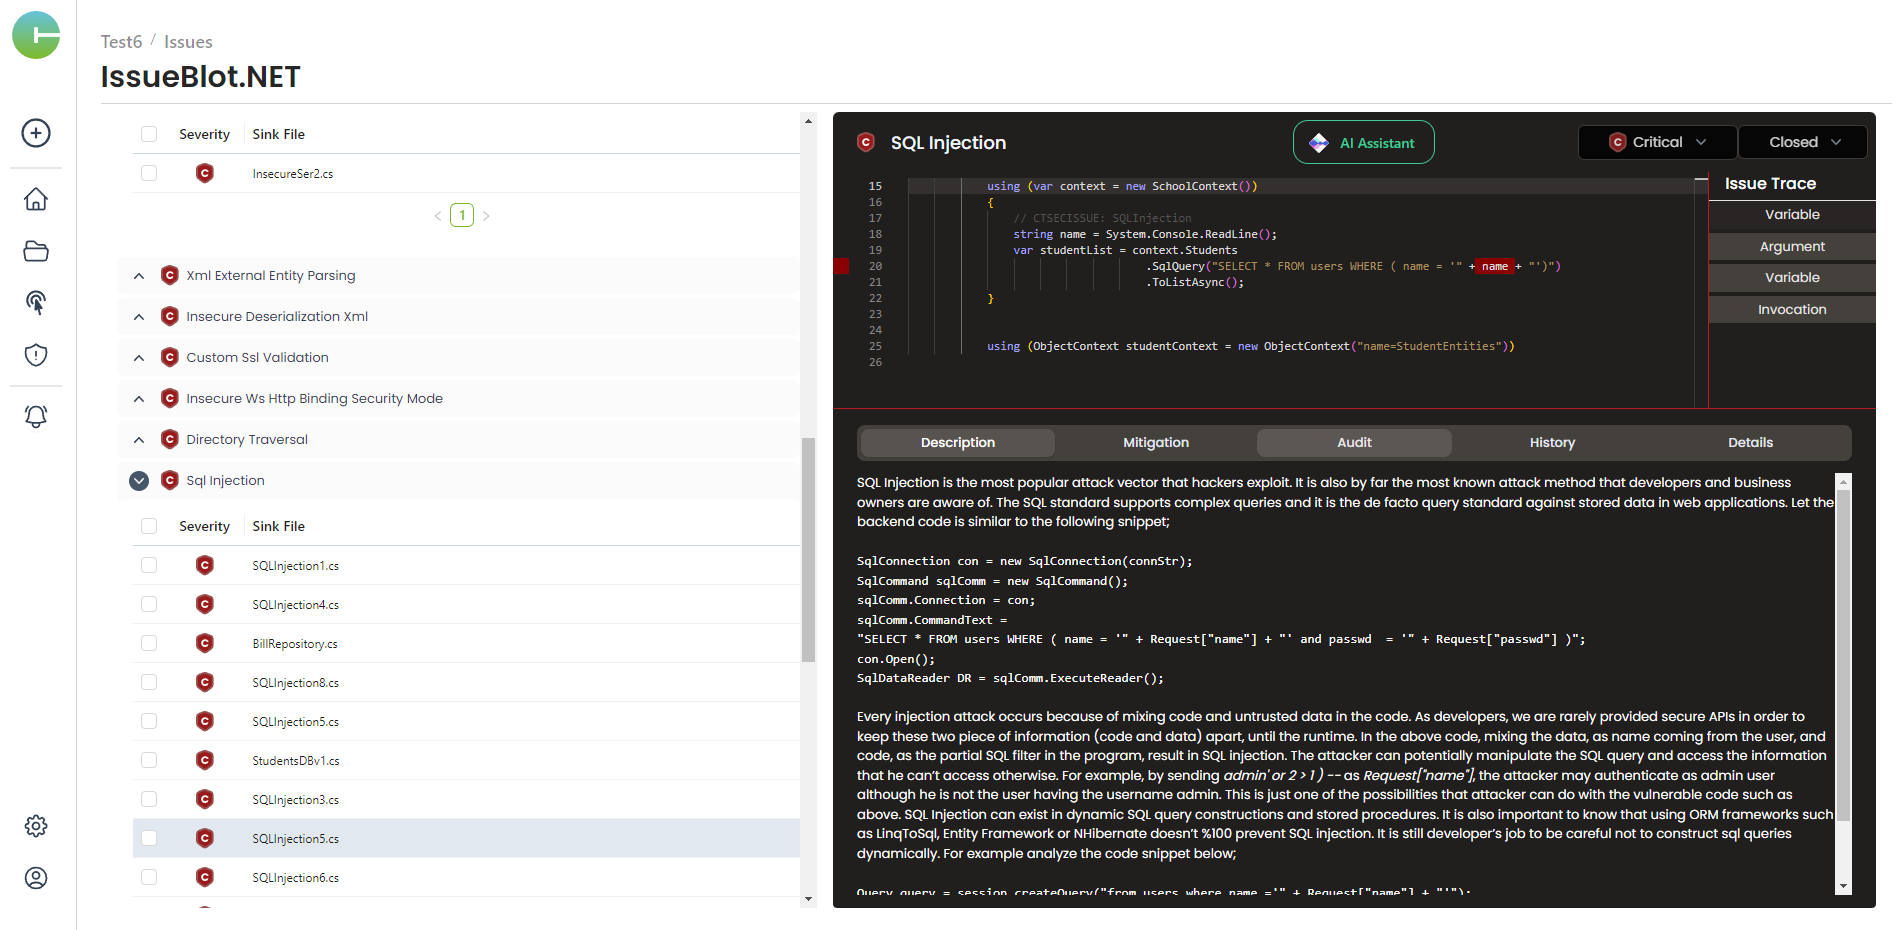 Test6 / Issues
IssueBlot.NET
Severity Sink File
InsecureSer2.cs
< 1 >
Xml External Entity Parsing
Insecure Deserialization Xml
Custom Ssl Validation
Insecure Ws Http Binding Security Mode
Directory Traversal
Sql Injection
Severity Sink File
SQLInjection1.cs
SQLInjection4.cs
BillRepository.cs
SQLInjection8.cs
SQLInjection5.cs
StudentsDBv1.cs
SQLInjection3.cs
SQLInjection5.cs
SQLInjection6.cs
SQL Injection
AI Assistant
Critical
Closed
15 using (var context = new SchoolContext())
16 {
17 // CTSECISSUE: SQLInjection
18 string name = System.Console.ReadLine();
19 var studentList = context.Students
20 .SqlQuery("SELECT * FROM users WHERE ( name = '" + name + "')")
21 .ToListAsync();
22 }
23
24
25 using (ObjectContext studentContext = new ObjectContext("name=StudentEntities"))
26
Issue Trace
Variable
Argument
Variable
Invocation
Description Mitigation Audit History Details
SQL Injection is the most popular attack vector that hackers exploit. It is also by far the most known attack method that developers and business
owners are aware of. The SQL standard supports complex queries and it is the de facto query standard against stored data in web applications. Let the
backend code is similar to the following snippet;
SqlConnection con = new SqlConnection(connStr);
SqlCommand sqlComm = new SqlCommand();
sqlComm.Connection = con;
sqlComm.CommandText =
"SELECT * FROM users WHERE ( name = '" + Request["name"] + "' and passwd  = '" + Request["passwd"] )";
con.Open();
SqlDataReader DR = sqlComm.ExecuteReader();
Every injection attack occurs because of mixing code and untrusted data in the code. As developers, we are rarely provided secure APIs in order to
keep these two piece of information (code and data) apart, until the runtime. In the above code, mixing the data, as name coming from the user, and
code, as the partial SQL filter in the program, result in SQL injection. The attacker can potentially manipulate the SQL query and access the information
that he can't access otherwise. For example, by sending admin' or 2 > 1 ) -- as Request["name"], the attacker may authenticate as admin user
although he is not the user having the username admin. This is just one of the possibilities that attacker can do with the vulnerable code such as
above. SQL Injection can exist in dynamic SQL query constructions and stored procedures. It is also important to know that using ORM frameworks such
as LinqToSql, Entity Framework or NHibernate doesn't %100 prevent SQL injection. It is still developer's job to be careful not to construct sql queries
dynamically. For example analyze the code snippet below;
Query query = session.createQuery("from users where name ='" + Request["name"] + "'");